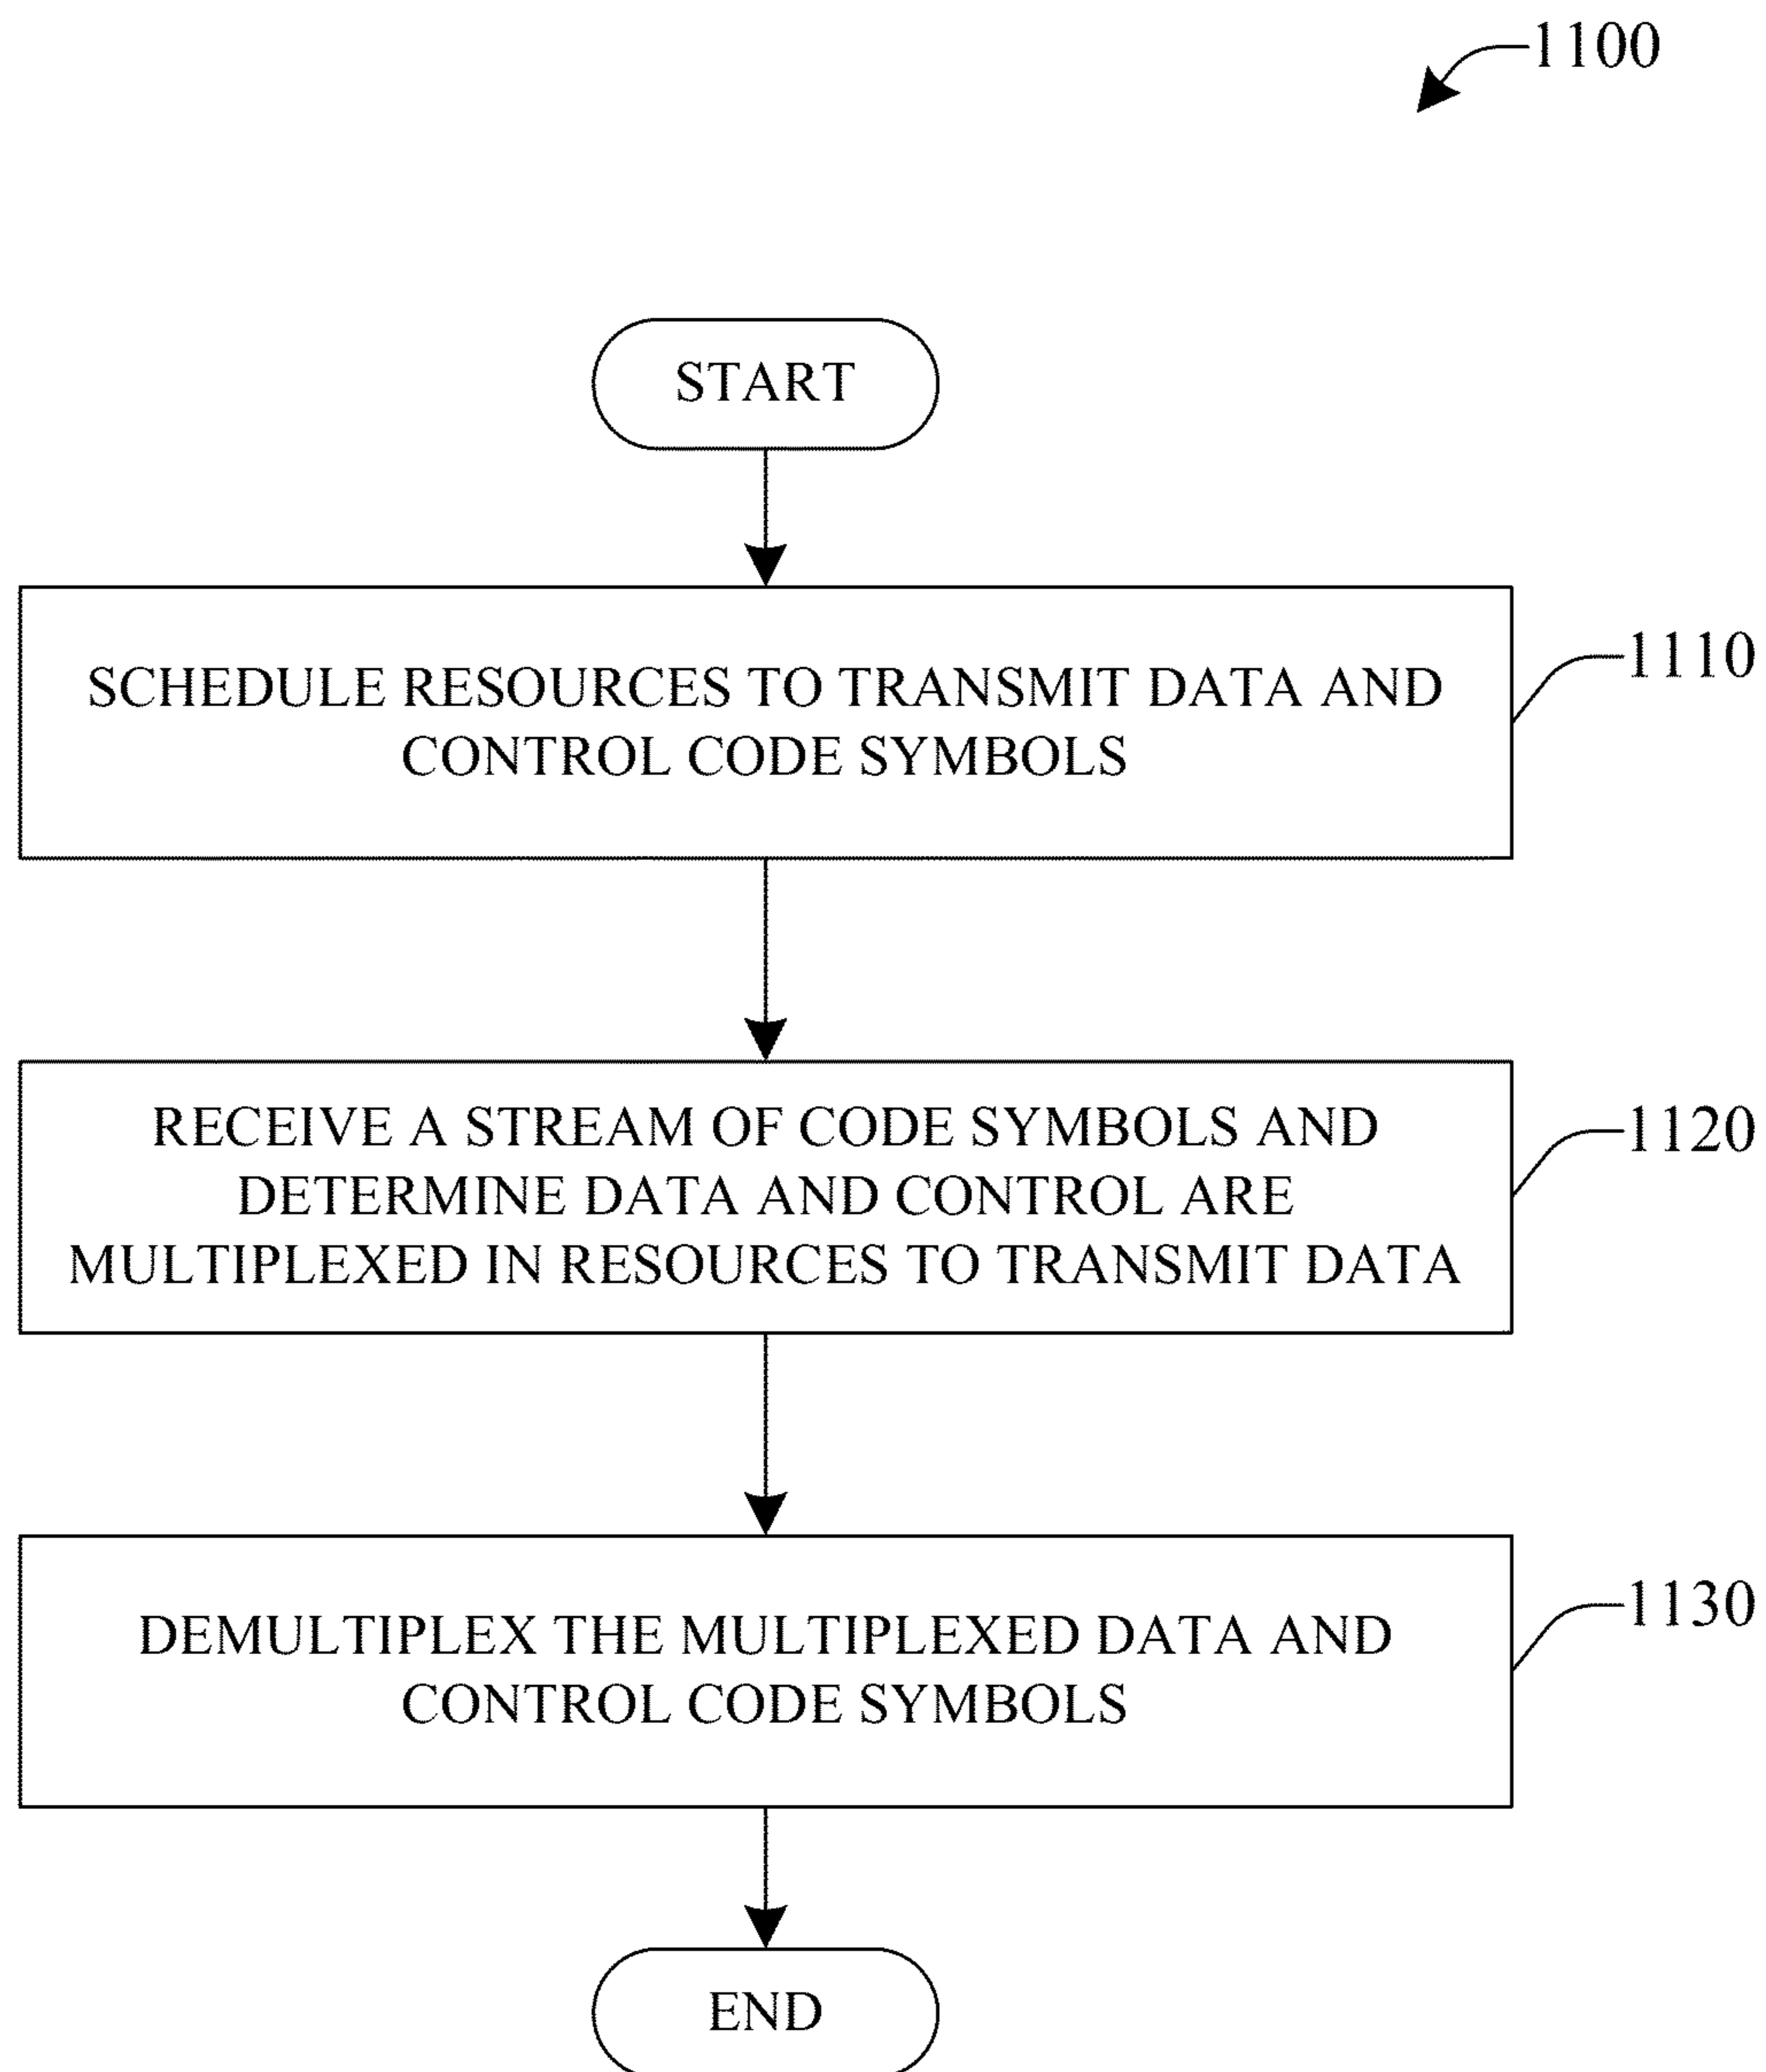 1100
START
SCHEDULE RESOURCES TO TRANSMIT DATA AND
CONTROL CODE SYMBOLS
1110
RECEIVE A STREAM OF CODE SYMBOLS AND
DETERMINE DATA AND CONTROL ARE
MULTIPLEXED IN RESOURCES TO TRANSMIT DATA
1120
DEMULTIPLEX THE MULTIPLEXED DATA AND
CONTROL CODE SYMBOLS
1130
END